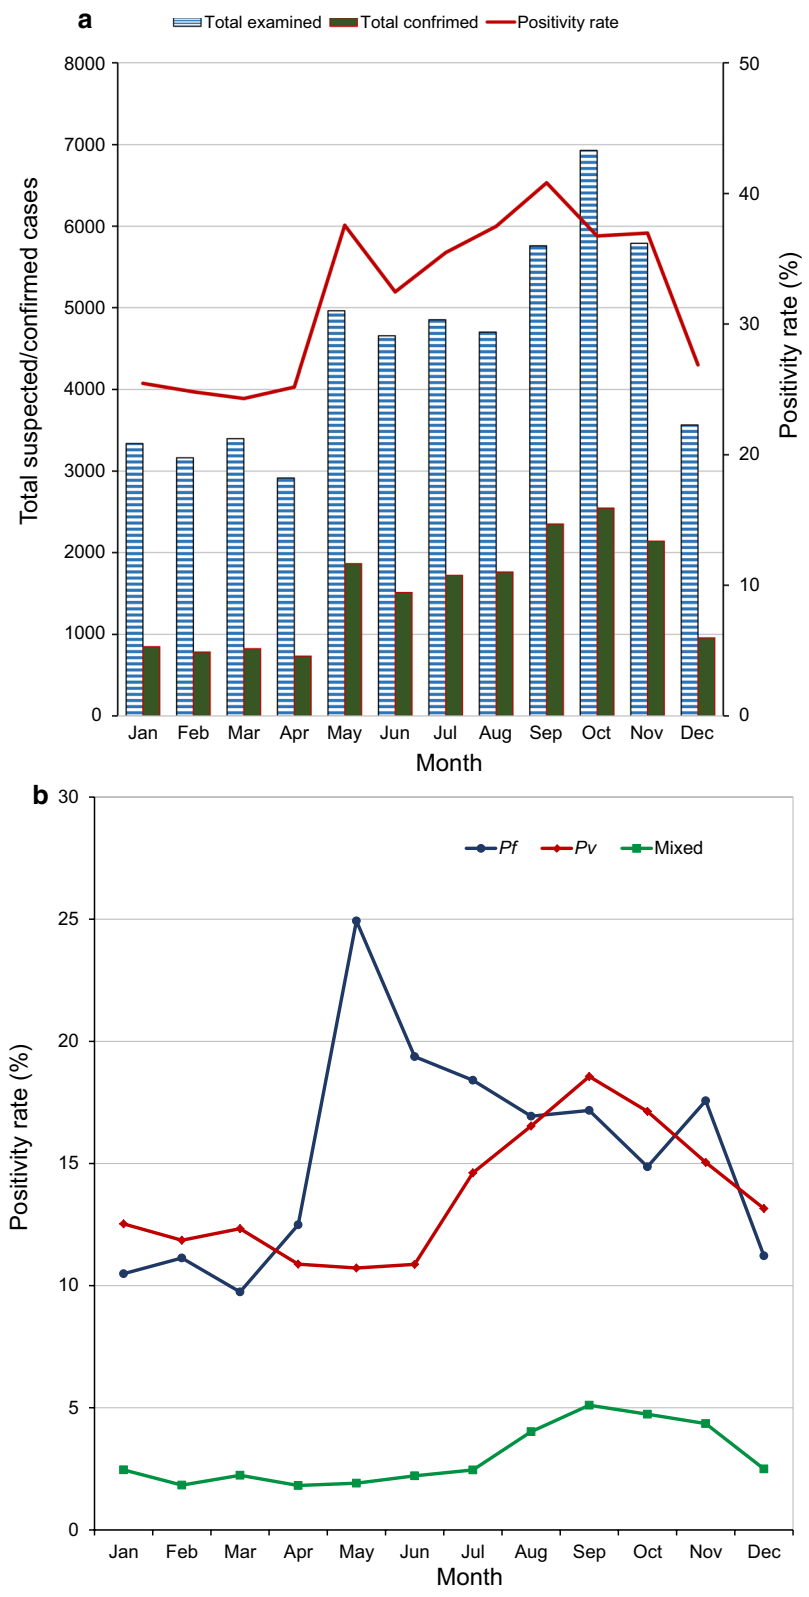 a
Total examined Total confrimed Positivity rate
8000 50
7000
40
6000
5000
30
4000
3000 20
2000
10
1000
0 0
Total suspected/confirmed cases
Positivity rate (%)
Jan Feb Mar Apr May Jun Jul Aug Sep Oct Nov Dec
Month
b
Pf Pv Mixed
30
25
20
15
10
5
0
Positivity rate (%)
Jan Feb Mar Apr May Jun Jul Aug Sep Oct Nov Dec
Month